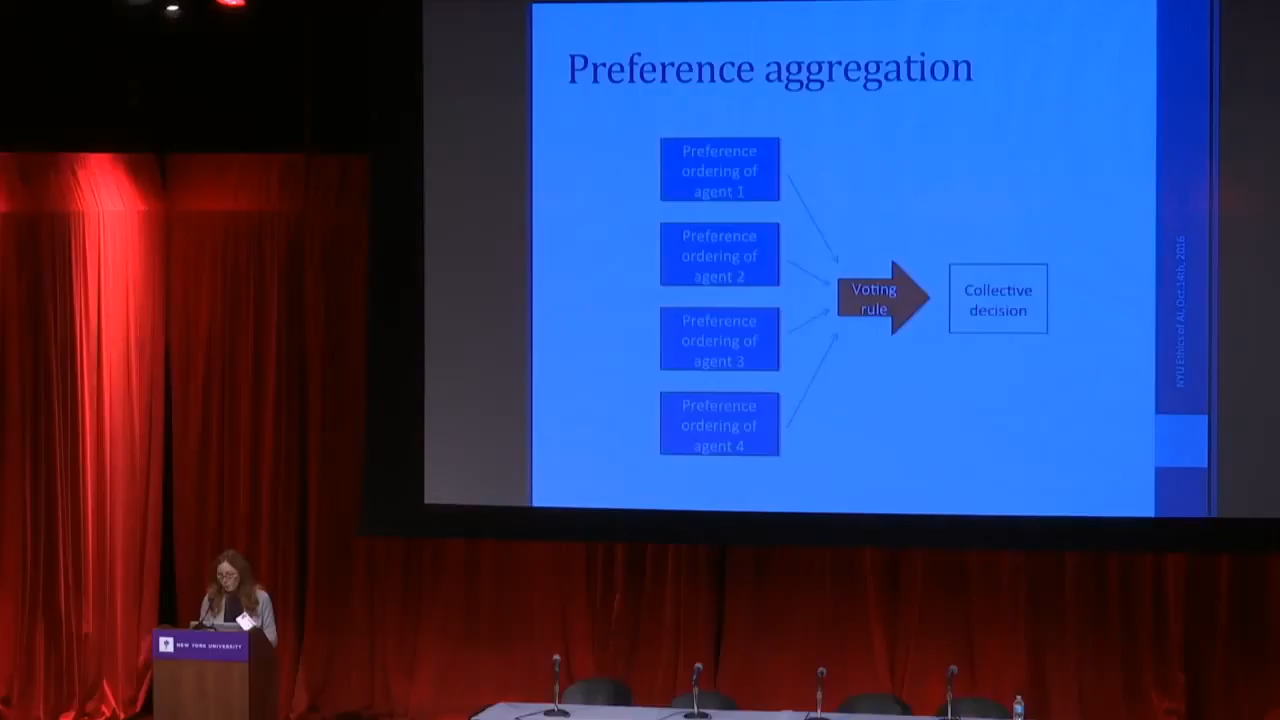 Preference aggregation
Preference
ordering of
agent 1
Preference
ordering of
agent 2
Preference
ordering of
agent 3
Preference
ordering of
agent 4
Voting
rule
Collective
decision
NYU Ethics of AI, Oct 14th, 2016
NEW YORK UNIVERSITY